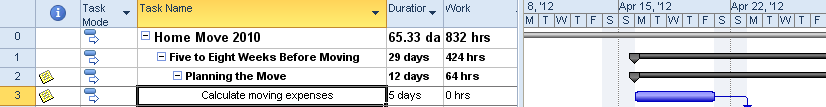 Task Mode Task Name Duration Work 8, '12 Apr 15, '12 Apr 22, '12
M T W T F S S M T W T F S S M T W T F S
0 Home Move 2010 65.33 da 832 hrs
1 Five to Eight Weeks Before Moving 29 days 424 hrs
2 Planning the Move 12 days 64 hrs
3 Calculate moving expenses 5 days 0 hrs